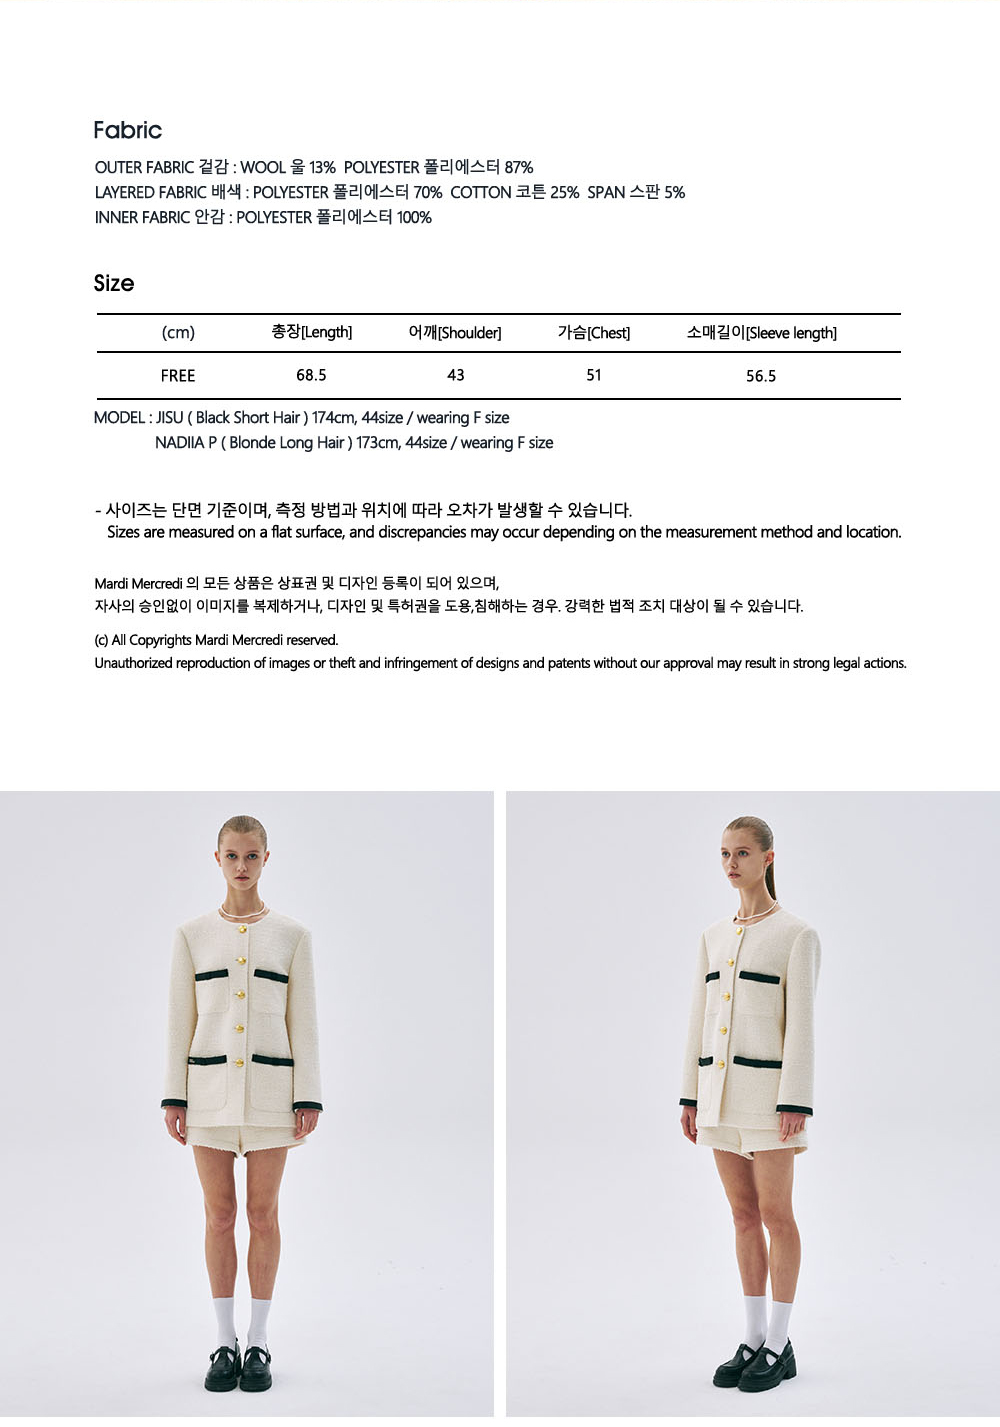 Fabric
OUTER FABRIC 겉감 : WOOL 울 13% POLYESTER 폴리에스터 87%
LAYERED FABRIC 배색 : POLYESTER 폴리에스터 70% COTTON 코튼 25% SPAN 스판 5%
INNER FABRIC 안감 : POLYESTER 폴리에스터 100%
Size
(cm) 총장[Length] 어깨[Shoulder] 가슴[Chest] 소매길이[Sleeve length]
FREE 68.5 43 51 56.5
MODEL : JISU ( Black Short Hair ) 174cm, 44size / wearing F size
NADIIA P ( Blonde Long Hair ) 173cm, 44size / wearing F size
- 사이즈는 단면 기준이며, 측정 방법과 위치에 따라 오차가 발생할 수 있습니다.
Sizes are measured on a flat surface, and discrepancies may occur depending on the measurement method and location.
Mardi Mercredi 의 모든 상품은 상표권 및 디자인 등록이 되어 있으며,
자사의 승인없이 이미지를 복제하거나, 디자인 및 특허권을 도용,침해하는 경우. 강력한 법적 조치 대상이 될 수 있습니다.
(c) All Copyrights Mardi Mercredi reserved.
Unauthorized reproduction of images or theft and infringement of designs and patents without our approval may result in strong legal actions.